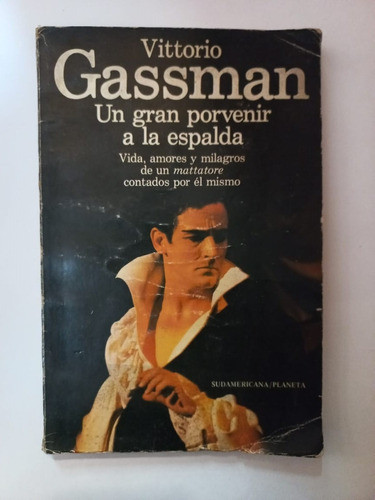 Vittorio
Gassman
Un gran porvenir
a la espalda
Vida, amores y milagros
de un mattatore
contados por él mismo
SUDAMERICANA/PLANETA